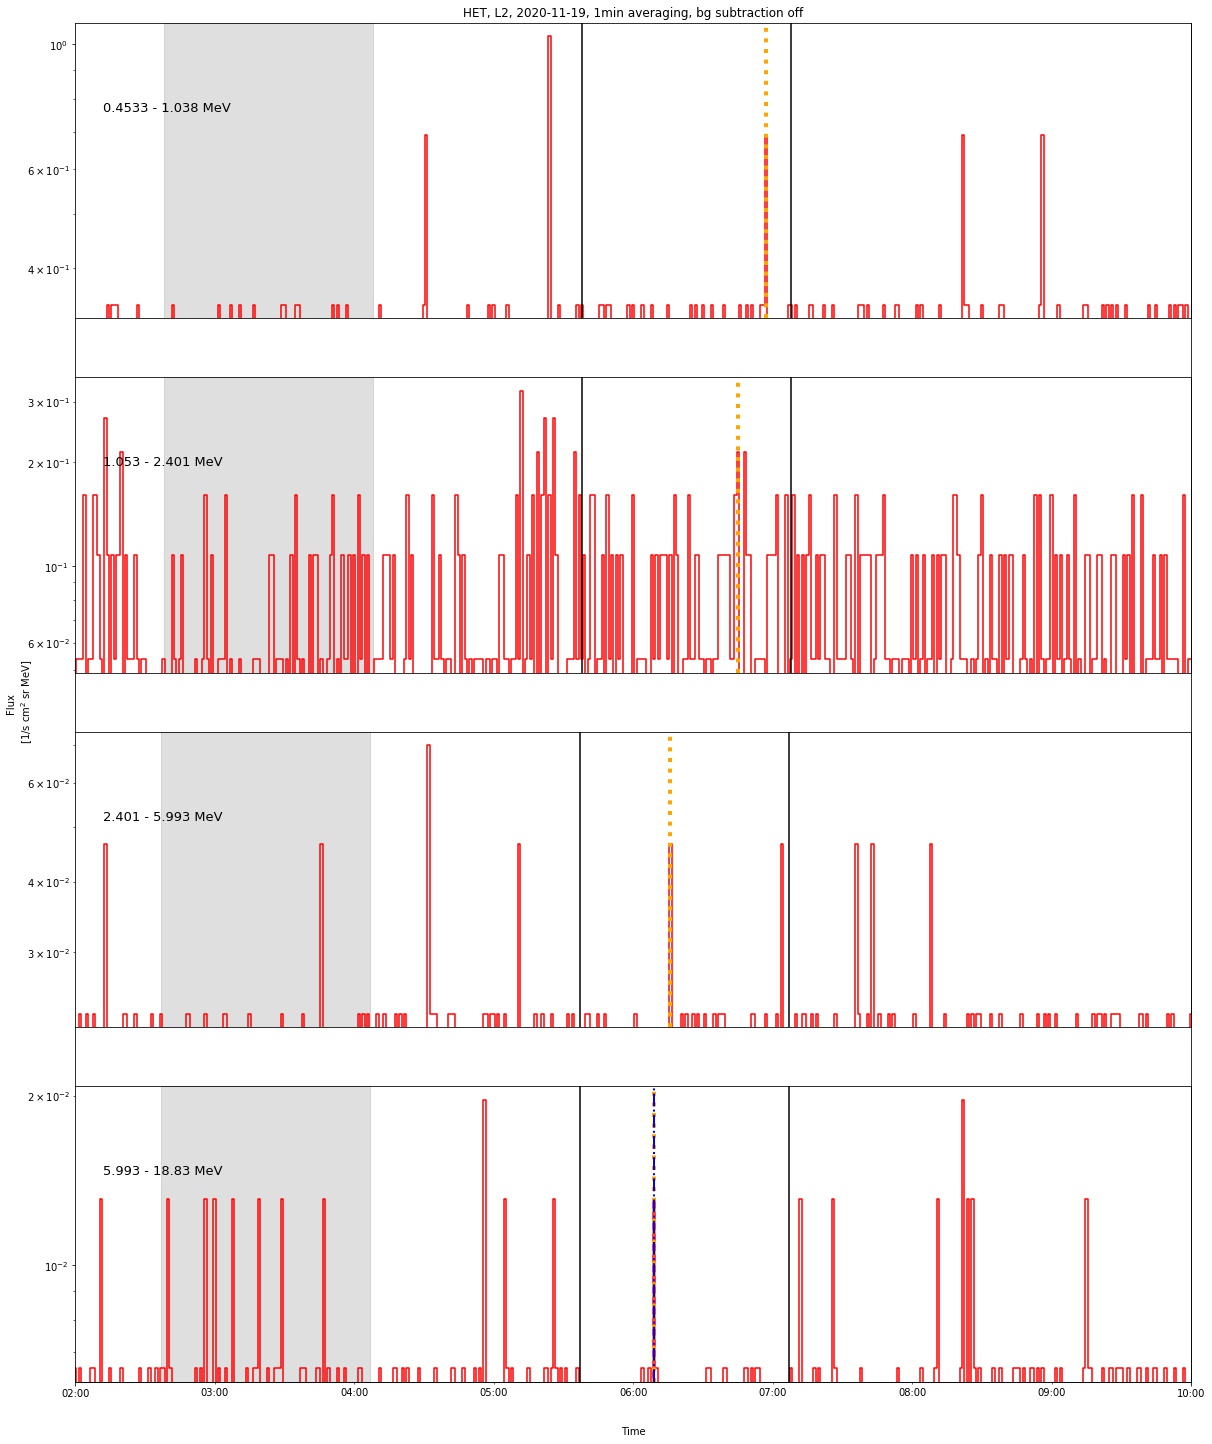 HET, L2, 2020-11-19, 1min averaging, bg subtraction off
10⁰
0.4533 - 1.038 MeV
6 × 10⁻¹
4 × 10⁻¹
3 × 10⁻¹
1.053 - 2.401 MeV
2 × 10⁻¹
10⁻¹
6 × 10⁻²
Flux
[1/s cm² sr MeV]
6 × 10⁻²
2.401 - 5.993 MeV
4 × 10⁻²
3 × 10⁻²
2 × 10⁻²
5.993 - 18.83 MeV
10⁻²
02:00 03:00 04:00 05:00 06:00 07:00 08:00 09:00 10:00
Time